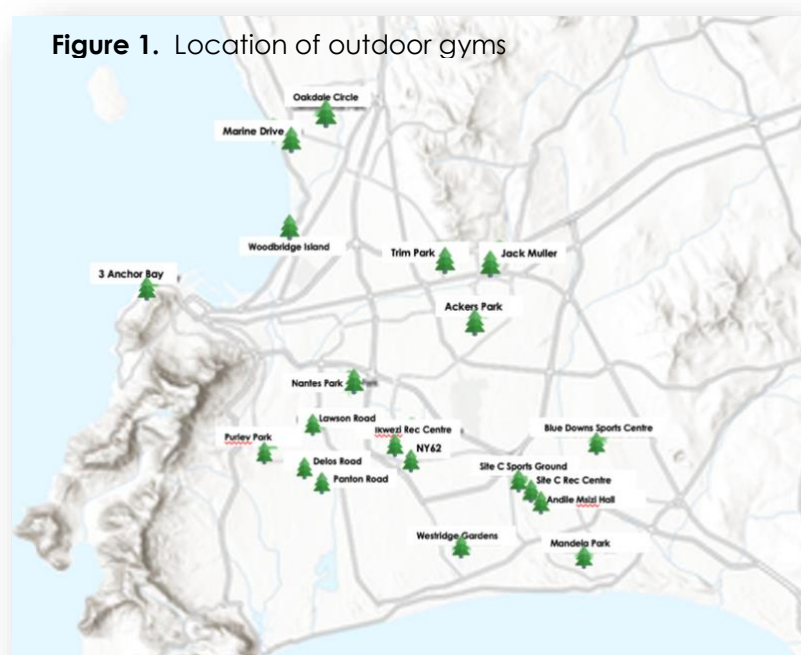 Figure 1. Location of outdoor gyms
Oakdale Circle
Marine Drive
Woodbridge Island
Trim Park
Jack Muller
3 Anchor Bay
Ackers Park
Nantes Park
Lawson Road
Ikwezi Rec Centre
Blue Downs Sports Centre
Purley Park
NY62
Delos Road
Site C Sports Ground
Panton Road
Site C Rec Centre
Andile Msizi Hall
Westridge Gardens
Mandela Park